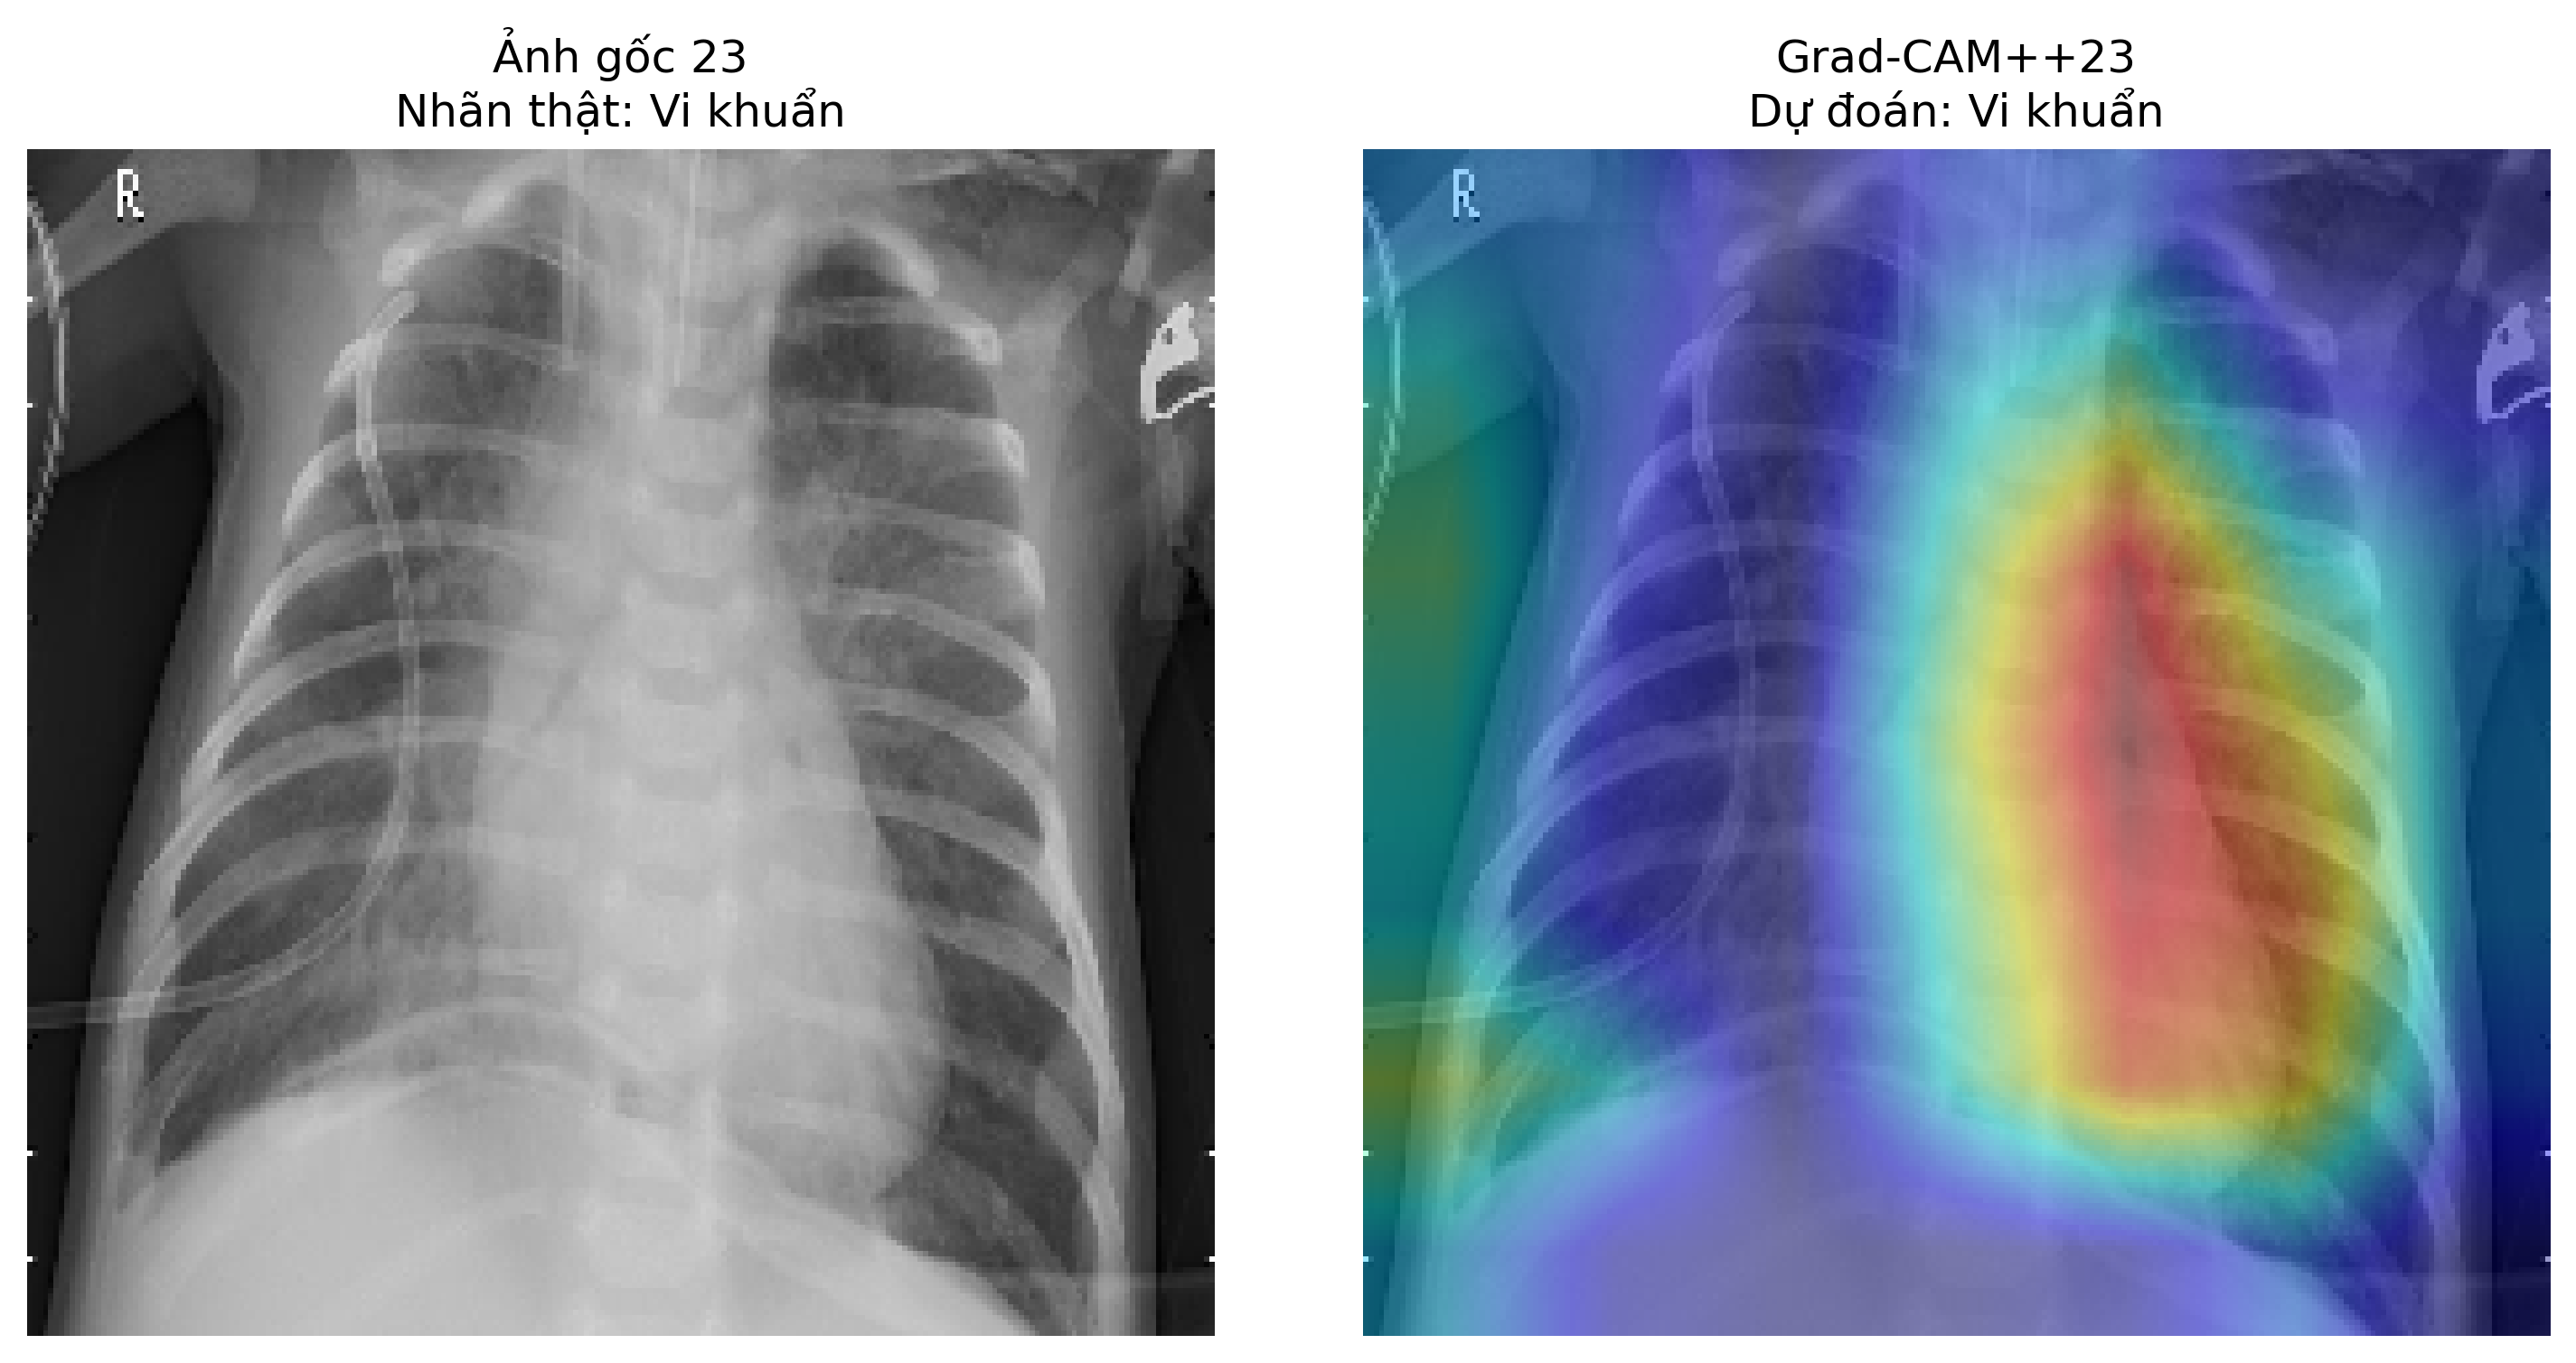 Ảnh gốc 23
Nhãn thật: Vi khuẩn
R
Grad-CAM++23
Dự đoán: Vi khuẩn
R